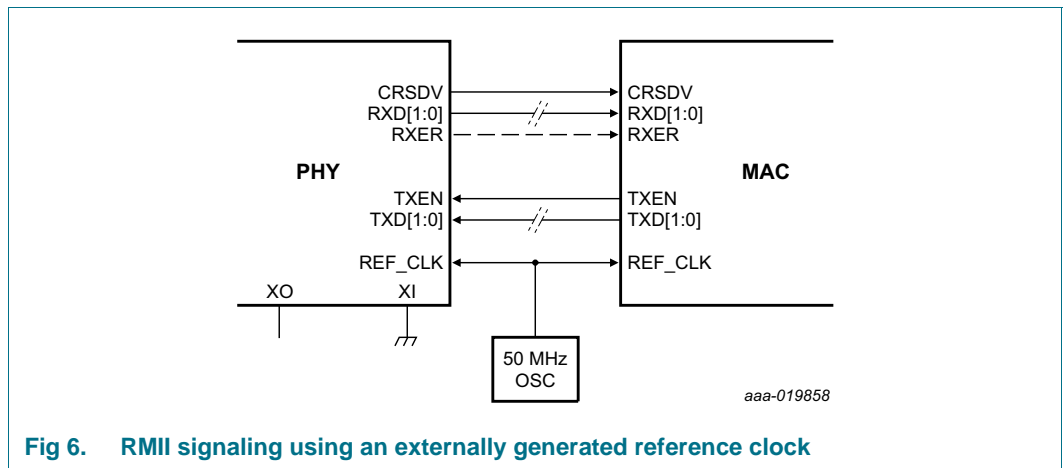 CRSDV
RXD[1:0]
RXER
PHY
TXEN
TXD[1:0]
REF_CLK
XO
XI
CRSDV
RXD[1:0]
RXER
MAC
TXEN
TXD[1:0]
REF_CLK
50 MHz
OSC
aaa-019858
Fig 6. RMII signaling using an externally generated reference clock